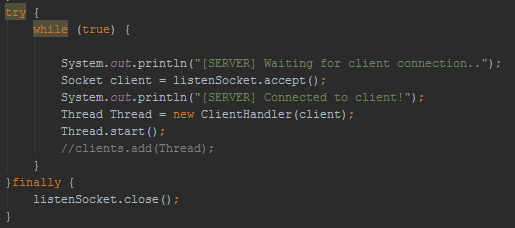 try {
while (true) {
System.out.println("[SERVER] Waiting for client connection..");
Socket client = listenSocket.accept();
System.out.println("[SERVER] Connected to client!");
Thread Thread = new ClientHandler(client);
Thread.start();
//clients.add(Thread);
}
}finally {
listenSocket.close();
}